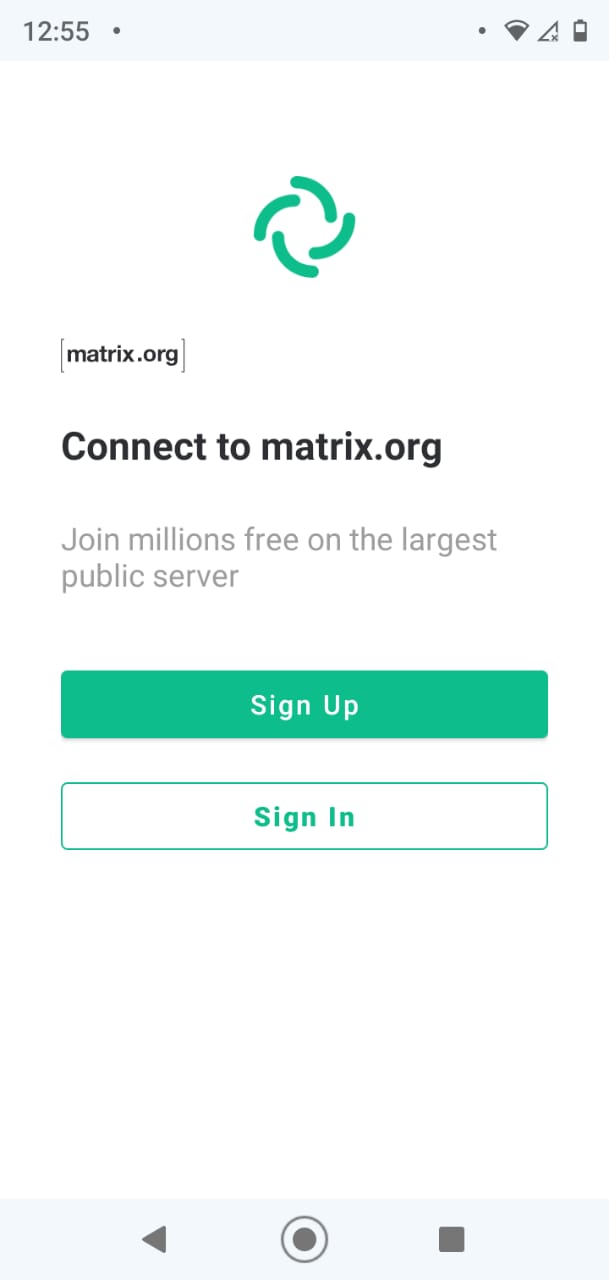 12:55
[matrix.org]
Connect to matrix.org
Join millions free on the largest
public server
Sign Up
Sign In